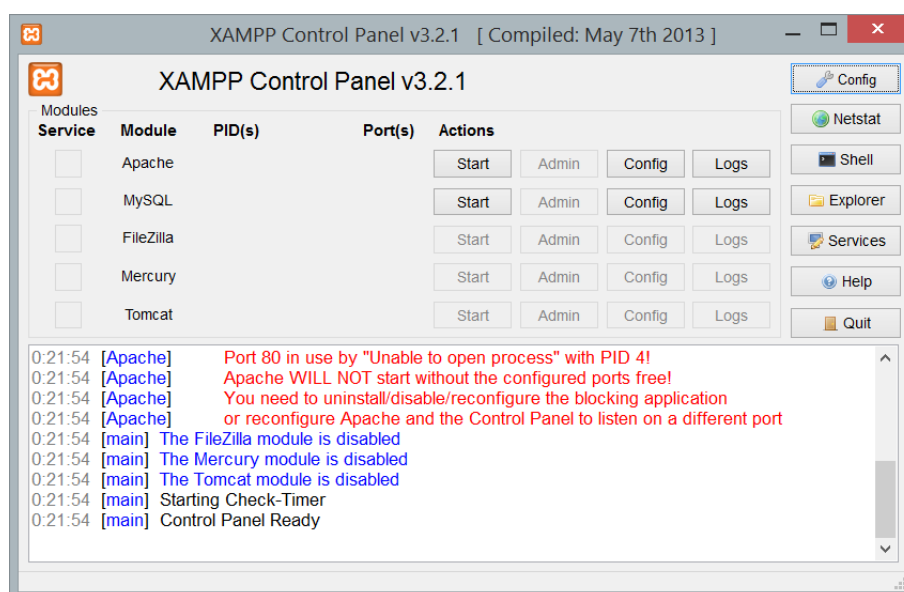 XAMPP Control Panel v3.2.1 [ Compiled: May 7th 2013 ]
XAMPP Control Panel v3.2.1
Config
Modules
Service Module PID(s) Port(s) Actions
Netstat
Apache Start Admin Config Logs
Shell
MySQL Start Admin Config Logs
Explorer
FileZilla Start Admin Config Logs
Services
Mercury Start Admin Config Logs
Help
Tomcat Start Admin Config Logs
Quit
0:21:54 [Apache] Port 80 in use by "Unable to open process" with PID 4!
0:21:54 [Apache] Apache WILL NOT start without the configured ports free!
0:21:54 [Apache] You need to uninstall/disable/reconfigure the blocking application
0:21:54 [Apache] or reconfigure Apache and the Control Panel to listen on a different port
0:21:54 [main] The FileZilla module is disabled
0:21:54 [main] The Mercury module is disabled
0:21:54 [main] The Tomcat module is disabled
0:21:54 [main] Starting Check-Timer
0:21:54 [main] Control Panel Ready